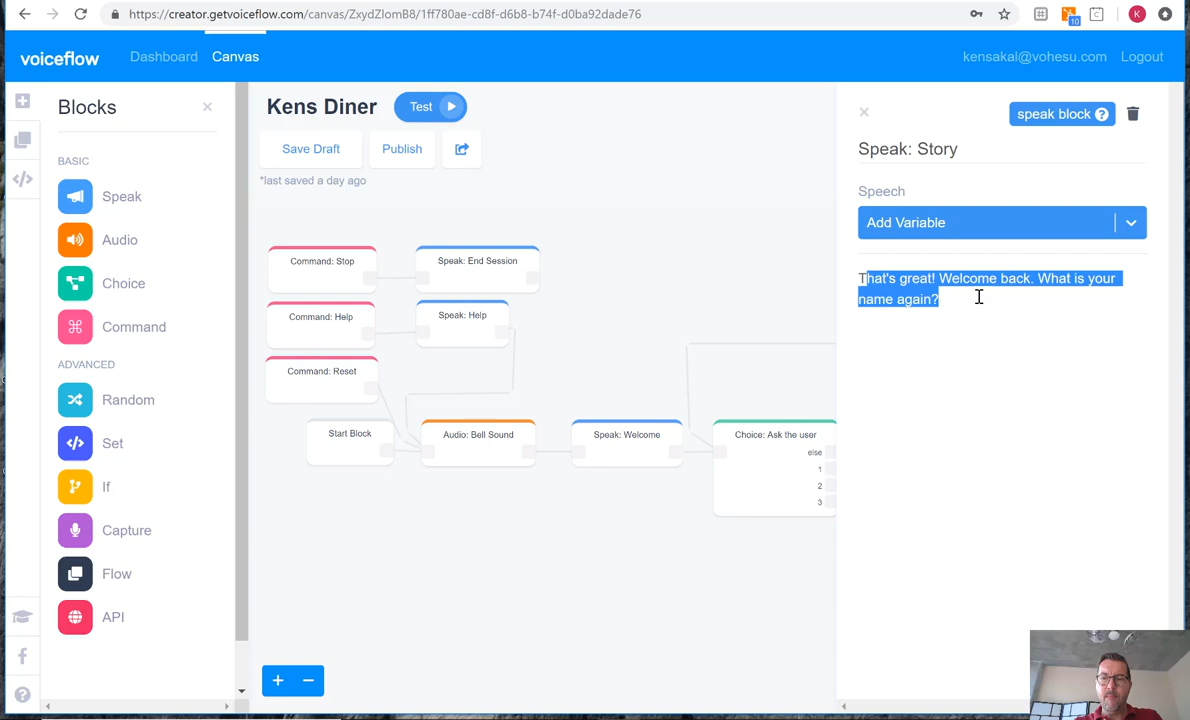 https://creator.getvoiceflow.com/canvas/ZxydZlomB8/1ff780ae-cd8f-d6b8-b74f-d0ba92dade76
10
K
voiceflow
Dashboard
Canvas
kensakal@vohesu.com
Logout
Blocks
BASIC
Speak
Audio
Choice
Command
ADVANCED
Random
Set
If
Capture
Flow
API
Kens Diner
Test
Save Draft
Publish
*last saved a day ago
Command: Stop
Speak: End Session
Command: Help
Speak: Help
Command: Reset
Start Block
Audio: Bell Sound
Speak: Welcome
Choice: Ask the user
else
1
2
3
+
−
speak block ?
Speak: Story
Speech
Add Variable
That's great! Welcome back. What is your
name again?